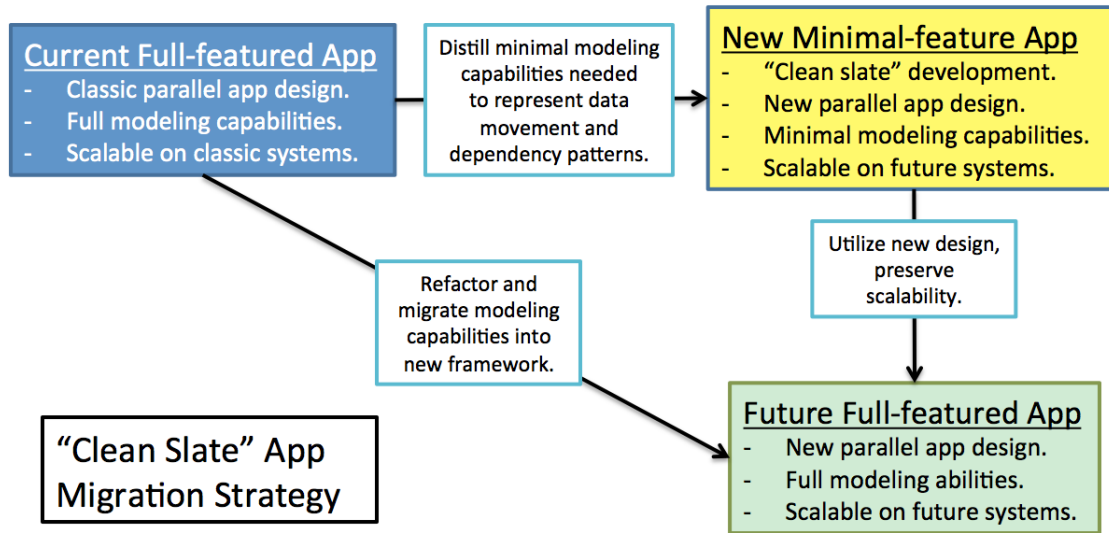 Current Full-featured App
- Classic parallel app design.
- Full modeling capabilities.
- Scalable on classic systems.
Distill minimal modeling
capabilities needed
to represent data
movement and
dependency patterns.
New Minimal-feature App
- “Clean slate” development.
- New parallel app design.
- Minimal modeling capabilities.
- Scalable on future systems.
Utilize new design,
preserve
scalability.
Refactor and
migrate modeling
capabilities into
new framework.
Future Full-featured App
- New parallel app design.
- Full modeling abilities.
- Scalable on future systems.
“Clean Slate” App
Migration Strategy